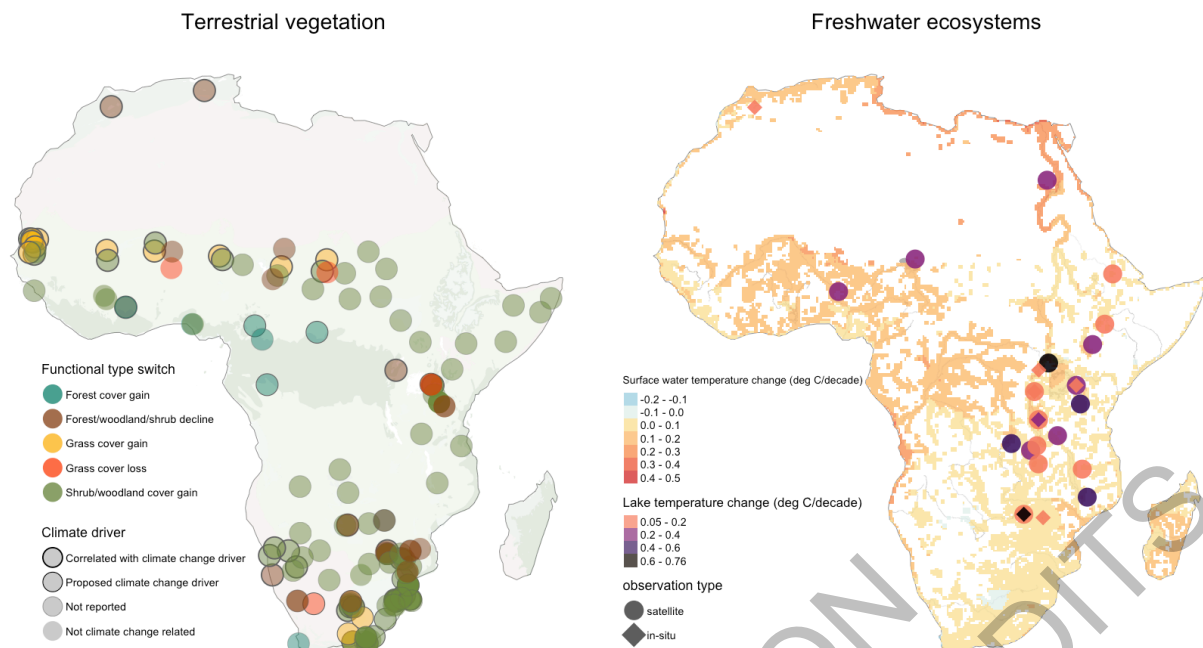 Terrestrial vegetation
Functional type switch
Forest cover gain
Forest/woodland/shrub decline
Grass cover gain
Grass cover loss
Shrub/woodland cover gain
Climate driver
Correlated with climate change driver
Proposed climate change driver
Not reported
Not climate change related
Freshwater ecosystems
Surface water temperature change (deg C/decade)
-0.2 - -0.1
-0.1 - 0.0
0.0 - 0.1
0.1 - 0.2
0.2 - 0.3
0.3 - 0.4
0.4 - 0.5
Lake temperature change (deg C/decade)
0.05 - 0.2
0.2 - 0.4
0.4 - 0.6
0.6 - 0.76
observation type
satellite
in-situ